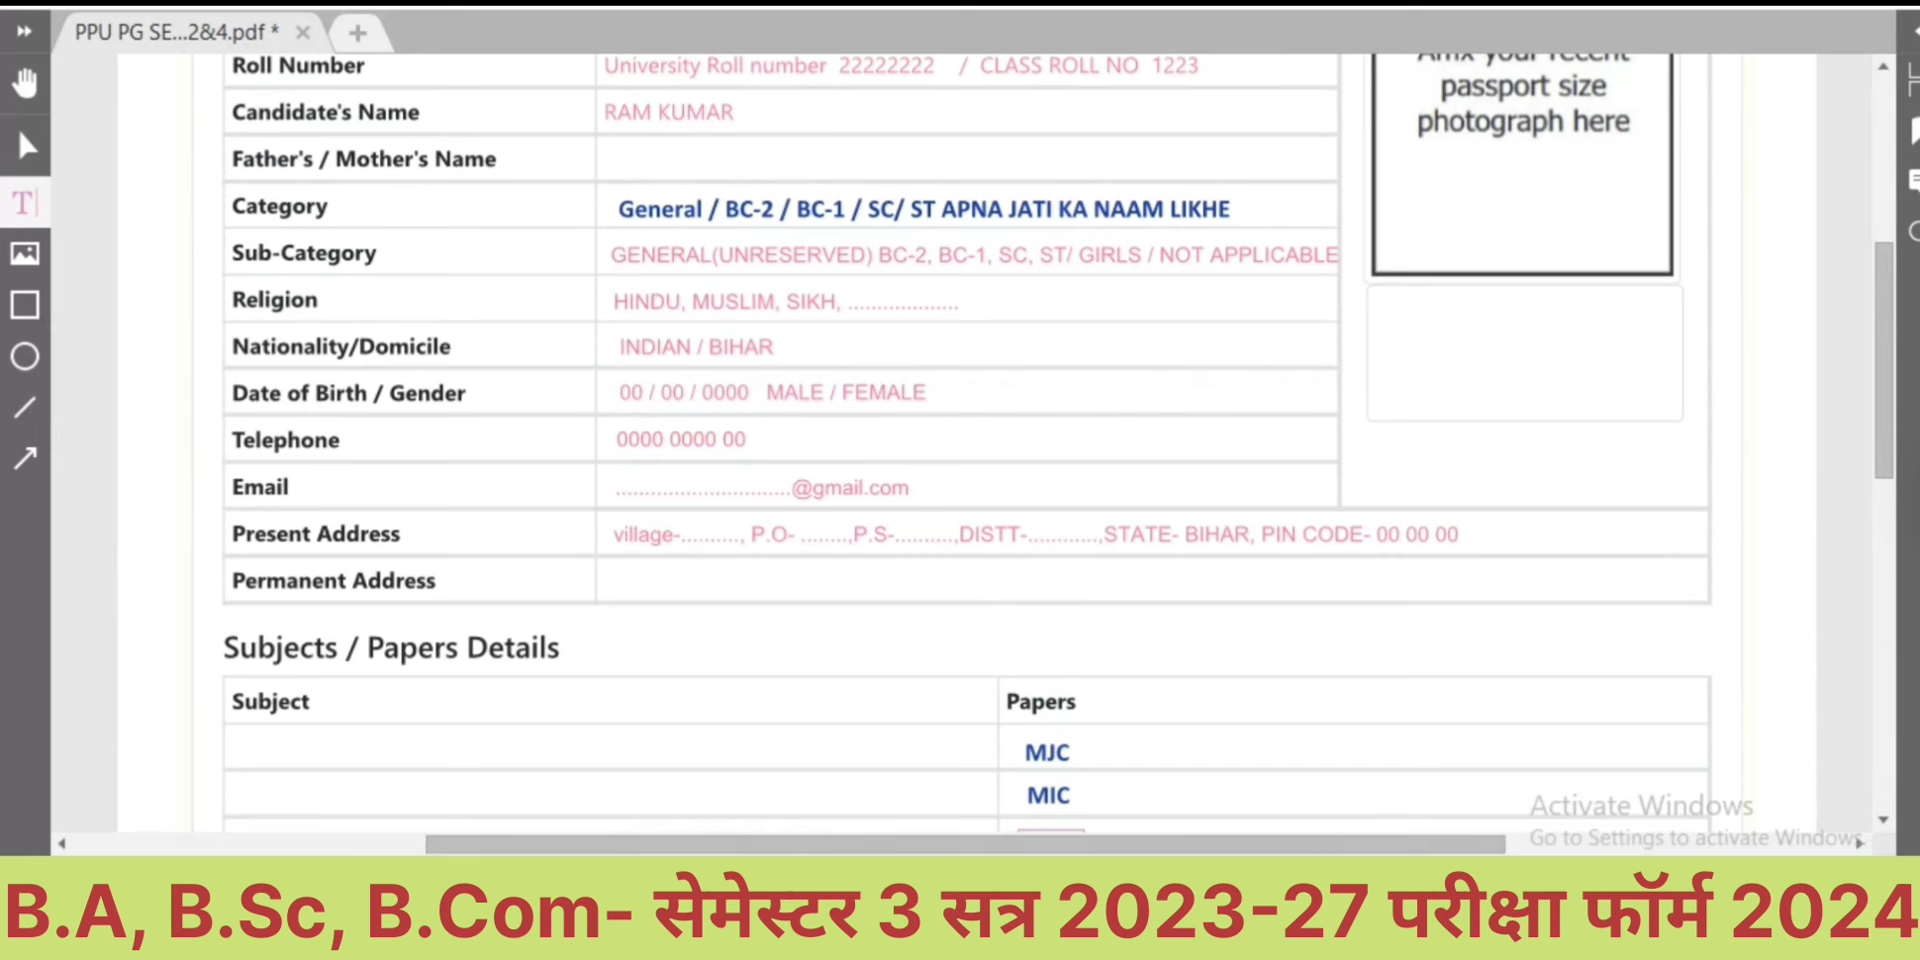 PPU PG SE...2&4.pdf *
Roll Number University Roll number 22222222 / CLASS ROLL NO 1223
Affix your recent
passport size
photograph here
Candidate's Name RAM KUMAR
Father's / Mother's Name
Category General / BC-2 / BC-1 / SC/ ST APNA JATI KA NAAM LIKHE
Sub-Category GENERAL(UNRESERVED) BC-2, BC-1, SC, ST/ GIRLS / NOT APPLICABLE
Religion HINDU, MUSLIM, SIKH, ...................
Nationality/Domicile INDIAN / BIHAR
Date of Birth / Gender 00 / 00 / 0000 MALE / FEMALE
Telephone 0000 0000 00
Email ..............................@gmail.com
Present Address village-.........., P.O- ........,P.S-..........,DISTT-............,STATE- BIHAR, PIN CODE- 00 00 00
Permanent Address
Subjects / Papers Details
Subject Papers
MJC
MIC
Activate Windows
Go to Settings to activate Windows
B.A, B.Sc, B.Com- सेमेस्टर 3 सत्र 2023-27 परीक्षा फॉर्म 2024